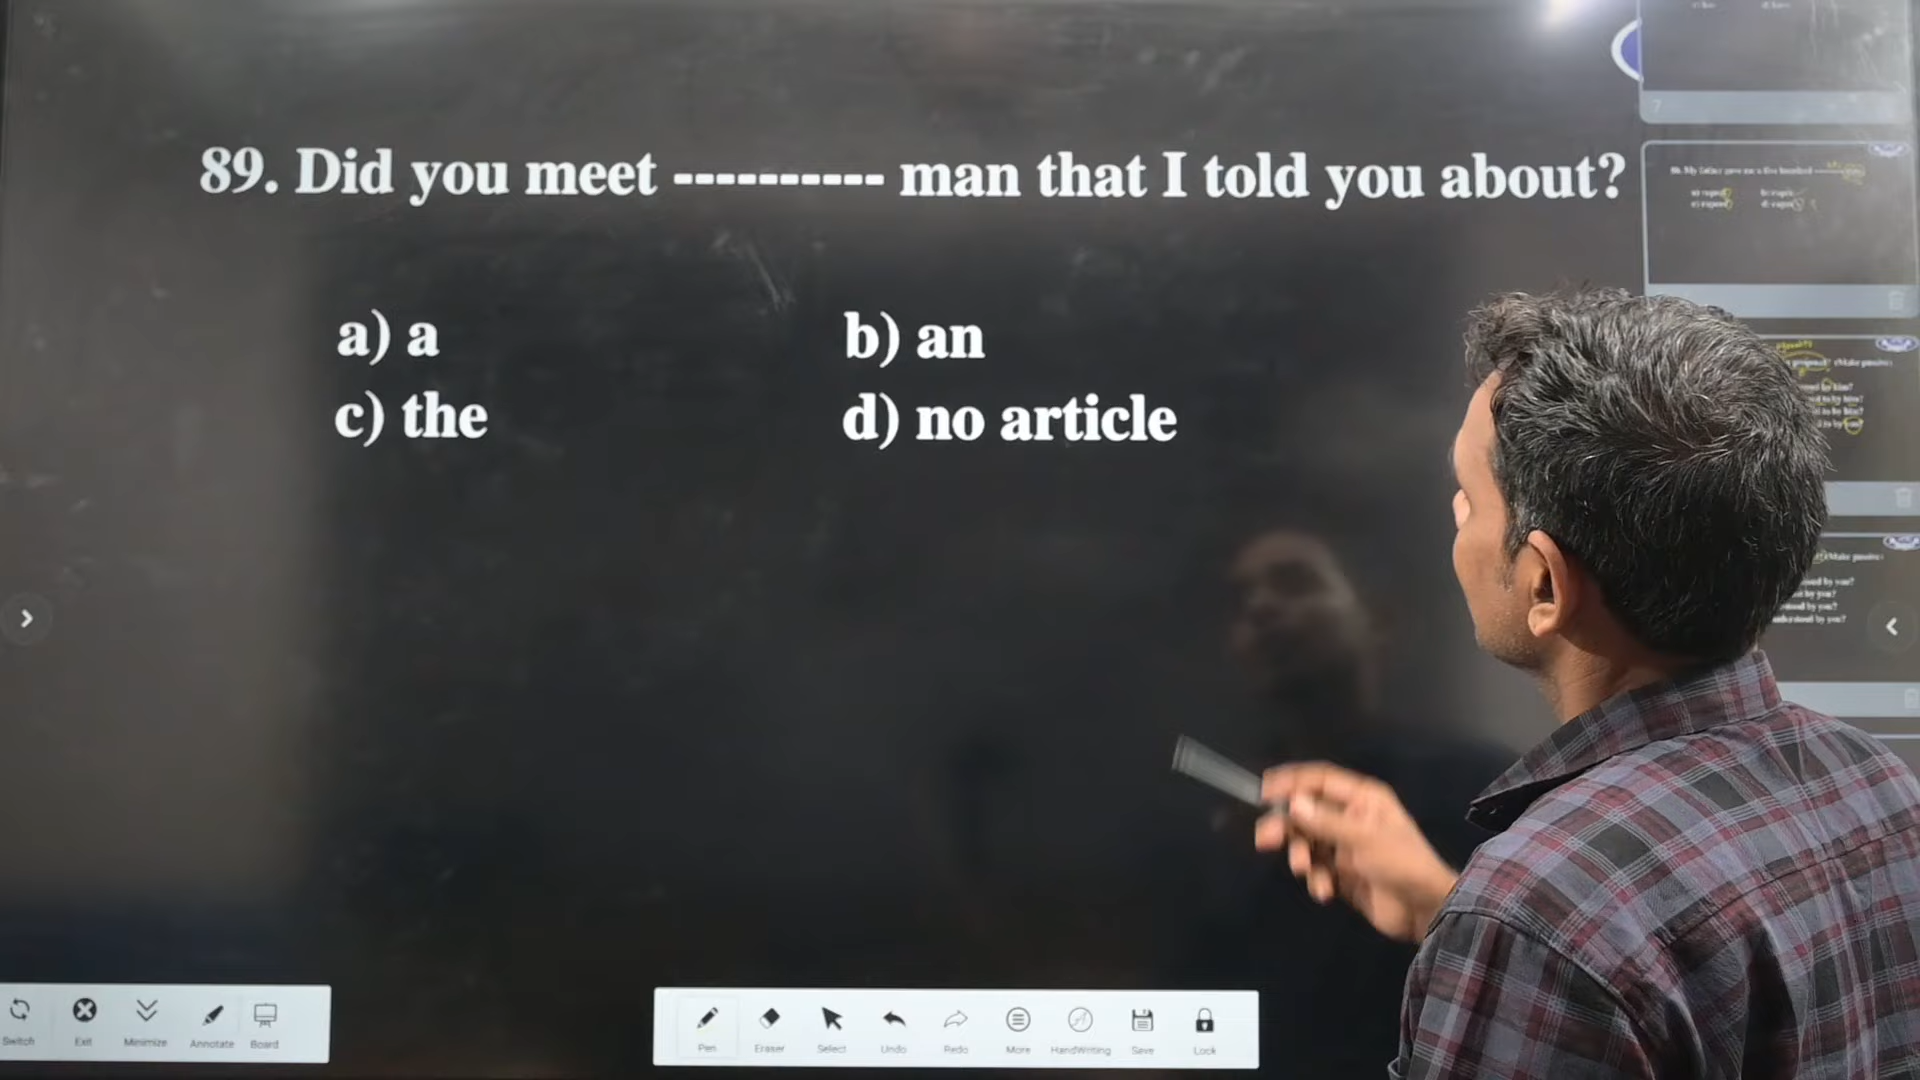 89. Did you meet ---------- man that I told you about?
a) a
b) an
c) the
d) no article
7
Switch
Exit
Minimize
Annotate
Board
Pen
Eraser
Select
Undo
Redo
More
HandWriting
Save
Lock